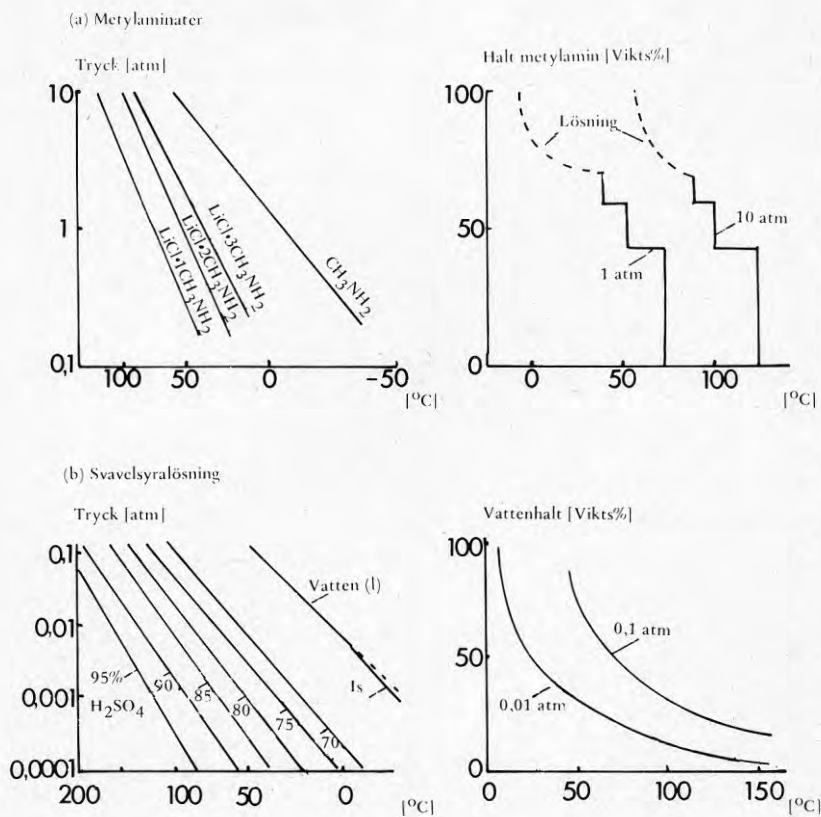 (a) Metylaminater
Tryck [atm]
10
1
0,1
100
50
0
−50
[°C]
LiCl•1CH₃NH₂
LiCl•2CH₃NH₂
LiCl•3CH₃NH₂
CH₃NH₂
Halt metylamin [Vikts%]
100
50
0
Lösning
10 atm
1 atm
0
50
100
[°C]
(b) Svavelsyralösning
Tryck [atm]
0,1
0,01
0,001
0,0001
200
100
50
0
[°C]
95%
H₂SO₄
90
85
80
75
70
Vatten (l)
Is
Vattenhalt [Vikts%]
100
50
0
0,1 atm
0,01 atm
0
50
100
150
[°C]